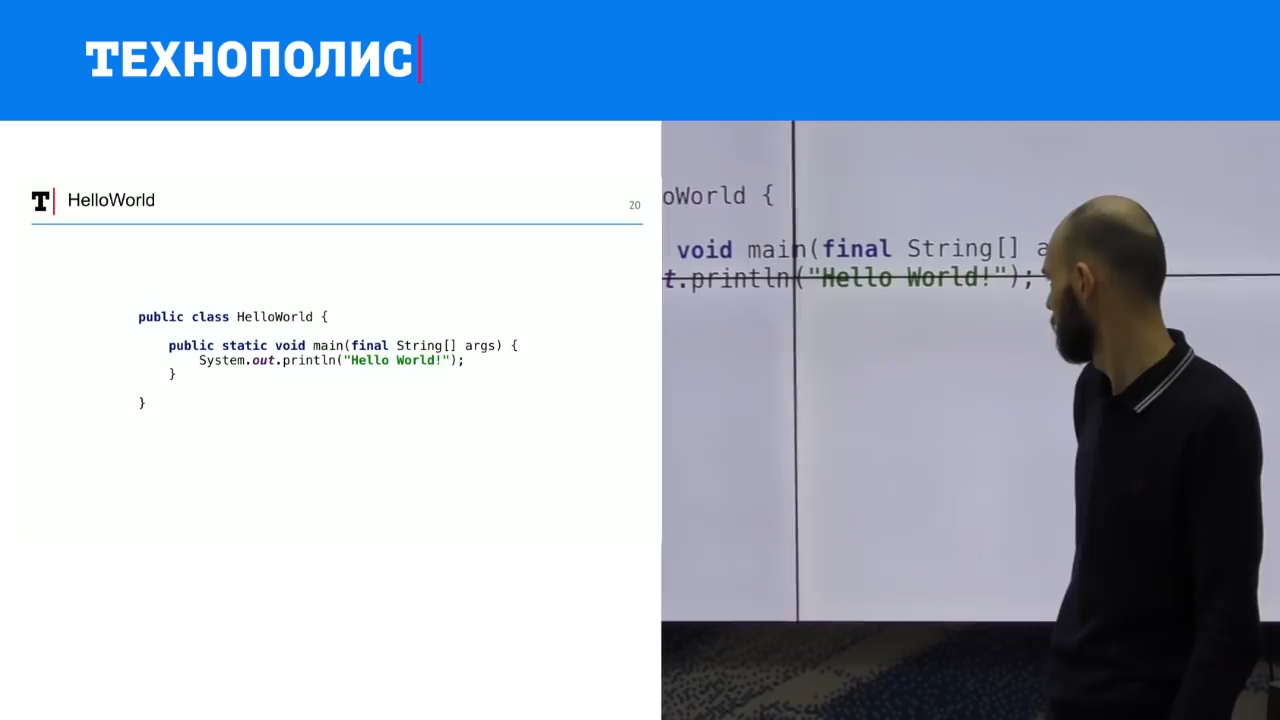 ТЕХНОПОЛИС
T HelloWorld
20
public class HelloWorld {
public static void main(final String[] args) {
System.out.println("Hello World!");
}
}
oWorld {
void main(final String[] a
t.println("Hello World!");